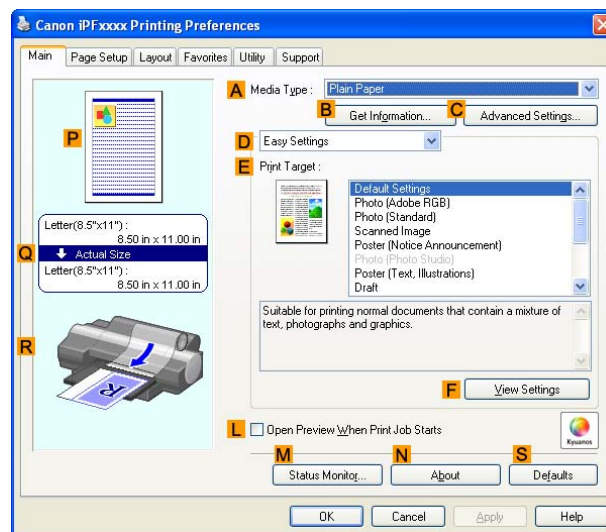 Canon iPFxxxx Printing Preferences
Main Page Setup Layout Favorites Utility Support
A Media Type : Plain Paper
B Get Information... C Advanced Settings...
D Easy Settings
E Print Target :
Default Settings
Photo (Adobe RGB)
Photo (Standard)
Scanned Image
Poster (Notice Announcement)
Photo (Photo Studio)
Poster (Text, Illustrations)
Draft
Suitable for printing normal documents that contain a mixture of
text, photographs and graphics.
F View Settings
P
Q
Letter(8.5"x11") :
8.50 in x 11.00 in
Actual Size
Letter(8.5"x11") :
8.50 in x 11.00 in
R
R
L Open Preview When Print Job Starts
Kyuanos
M Status Monitor... N About S Defaults
OK Cancel Apply Help